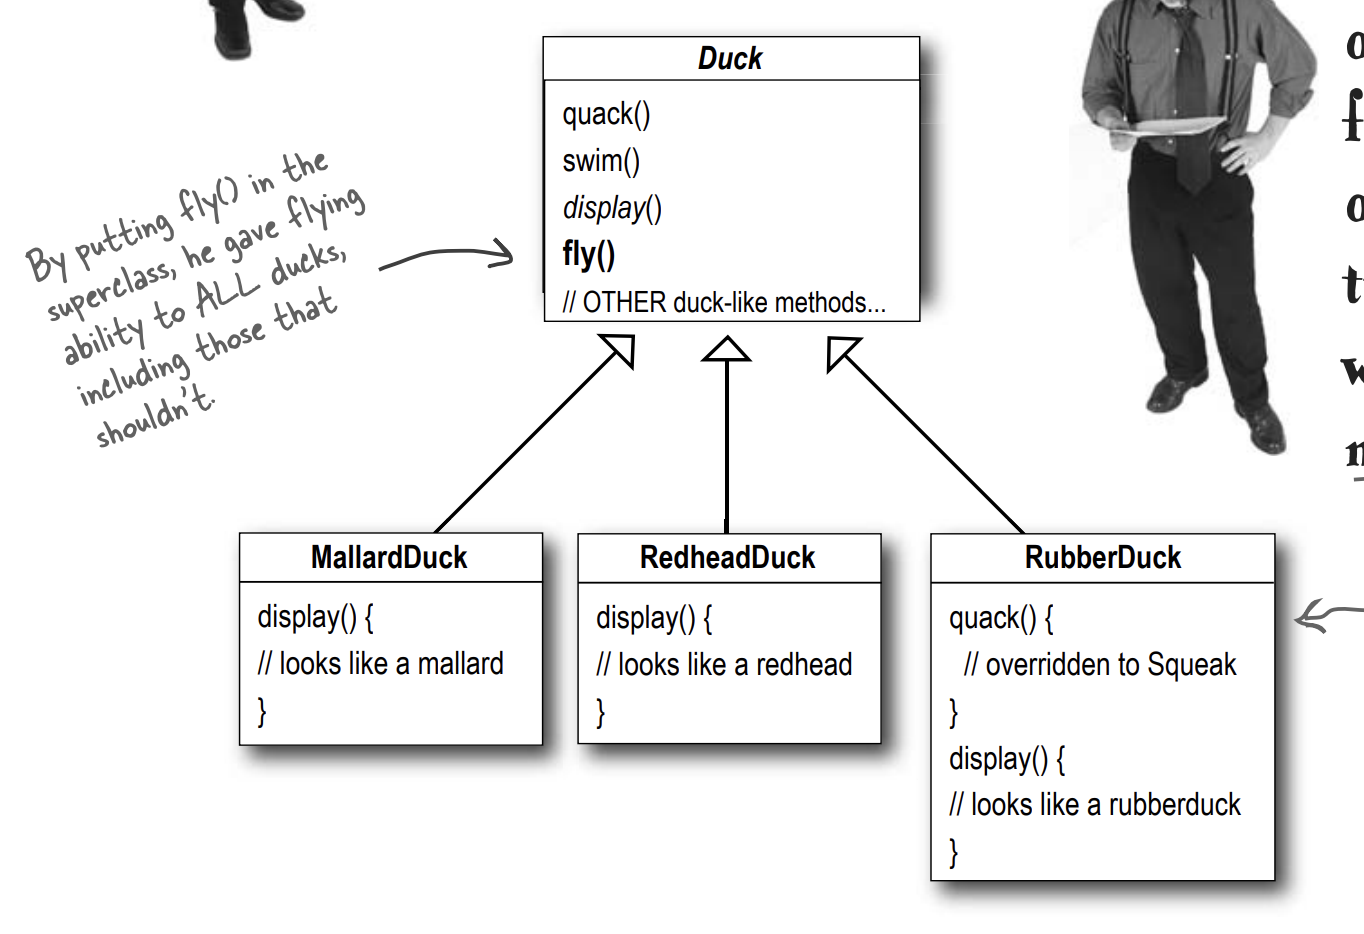 Duck
quack()
swim()
display()
fly()
// OTHER duck-like methods...
By putting fly() in the
superclass, he gave flying
ability to ALL ducks,
including those that
shouldn't.
MallardDuck
display() {
// looks like a mallard
}
RedheadDuck
display() {
// looks like a redhead
}
RubberDuck
quack() {
// overridden to Squeak
}
display() {
// looks like a rubberduck
}